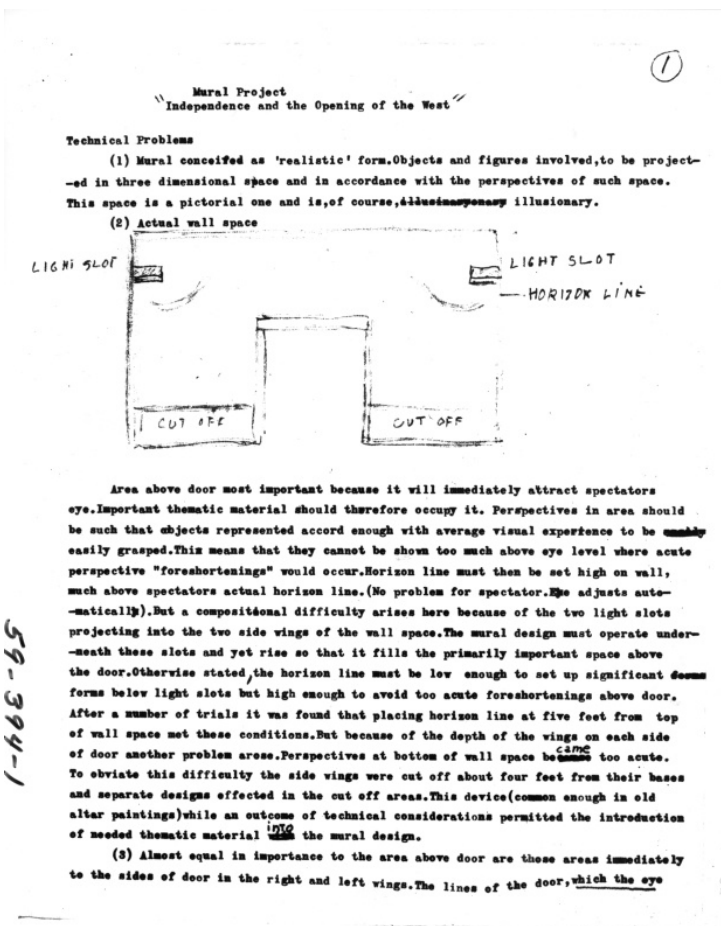 1
Mural Project
"Independence and the Opening of the West"
Technical Problems
(1) Mural conceifed as 'realistic' form.Objects and figures involved,to be project-
-ed in three dimensional space and in accordance with the perspectives of such space.
This space is a pictorial one and is,of course, illusionary.
(2) Actual wall space
LIGHT SLOT
LIGHT SLOT
HORIZON LINE
CUT OFF
CUT OFF
Area above door most important because it will immediately attract spectators
eye.Important thematic material should therefore occupy it. Perspectives in area should
be such that objects represented accord enough with average visual experience to be
easily grasped.This means that they cannot be shown too much above eye level where acute
perspective "foreshortenings" would occur.Horizon line must then be set high on wall,
much above spectators actual horizon line.(No problem for spectator.Eye adjusts auto-
-matically).But a compositional difficulty arises here because of the two light slots
projecting into the two side wings of the wall space.The mural design must operate under-
-neath these slots and yet rise so that it fills the primarily important space above
the door.Otherwise stated,the horizon line must be low enough to set up significant
forms below light slots but high enough to avoid too acute foreshortenings above door.
After a number of trials it was found that placing horizon line at five feet from top
of wall space met these conditions.But because of the depth of the wings on each side
of door another problem arose.Perspectives at bottom of wall space became too acute.
To obviate this difficulty the side wings were cut off about four feet from their bases
and separate designs effected in the cut off areas.This device(common enough in old
altar paintings)while an outcome of technical considerations permitted the introduction
of needed thematic material into the mural design.
(3) Almost equal in importance to the area above door are those areas immediately
to the sides of door in the right and left wings.The lines of the door,which the eye
59-394-1